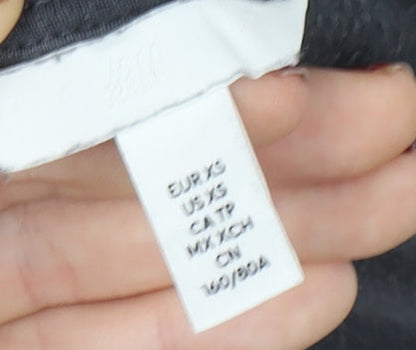 EUR XS
US XS
CA TP
MX XCH
CN
160/80A